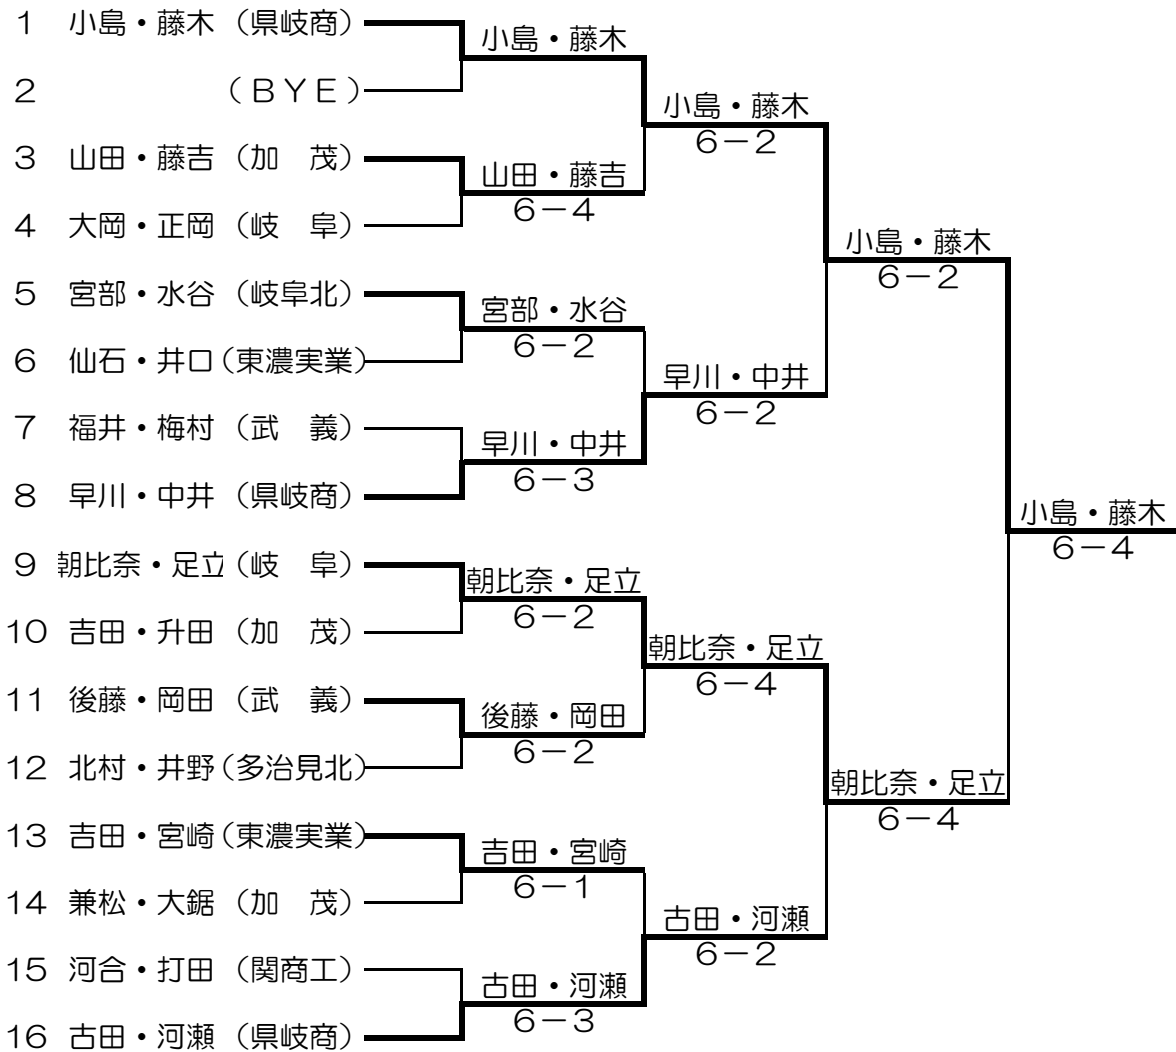 1 小島・藤木 (県岐商)
2 (BYE)
3 山田・藤吉 (加 茂)
4 大岡・正岡 (岐 阜)
5 宮部・水谷 (岐阜北)
6 仙石・井口 (東濃実業)
7 福井・梅村 (武 義)
8 早川・中井 (県岐商)
9 朝比奈・足立 (岐 阜)
10 吉田・升田 (加 茂)
11 後藤・岡田 (武 義)
12 北村・井野 (多治見北)
13 吉田・宮崎 (東濃実業)
14 兼松・大鋸 (加 茂)
15 河合・打田 (関商工)
16 古田・河瀬 (県岐商)
小島・藤木
山田・藤吉
6-4
宮部・水谷
6-2
早川・中井
6-3
朝比奈・足立
6-2
後藤・岡田
6-2
吉田・宮崎
6-1
古田・河瀬
6-3
小島・藤木
6-2
早川・中井
6-2
朝比奈・足立
6-4
古田・河瀬
6-2
小島・藤木
6-2
朝比奈・足立
6-4
小島・藤木
6-4